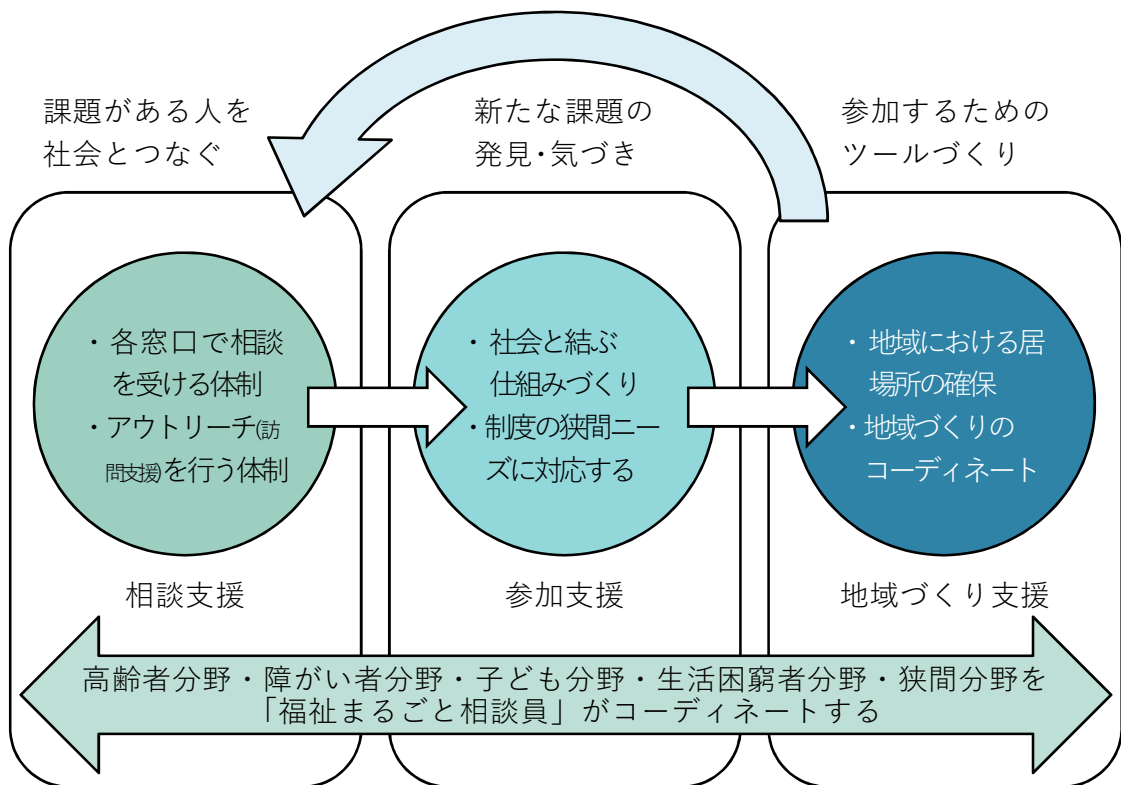 課題がある人を
社会とつなぐ
新たな課題の
発見・気づき
参加するための
ツールづくり
・各窓口で相談
を受ける体制
・アウトリーチ(訪
問支援)を行う体制
・社会と結ぶ
仕組みづくり
・制度の狭間ニー
ズに対応する
・地域における居
場所の確保
・地域づくりの
コーディネート
相談支援
参加支援
地域づくり支援
高齢者分野・障がい者分野・子ども分野・生活困窮者分野・狭間分野を
「福祉まるごと相談員」がコーディネートする